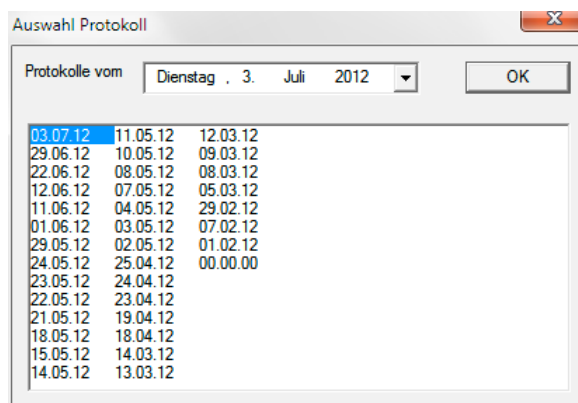 Auswahl Protokoll
Protokolle vom Dienstag , 3. Juli 2012 OK
03.07.12 11.05.12 12.03.12
29.06.12 10.05.12 09.03.12
22.06.12 08.05.12 08.03.12
12.06.12 07.05.12 05.03.12
11.06.12 04.05.12 29.02.12
01.06.12 03.05.12 07.02.12
29.05.12 02.05.12 01.02.12
24.05.12 25.04.12 00.00.00
23.05.12 24.04.12
22.05.12 23.04.12
21.05.12 19.04.12
18.05.12 18.04.12
15.05.12 14.03.12
14.05.12 13.03.12